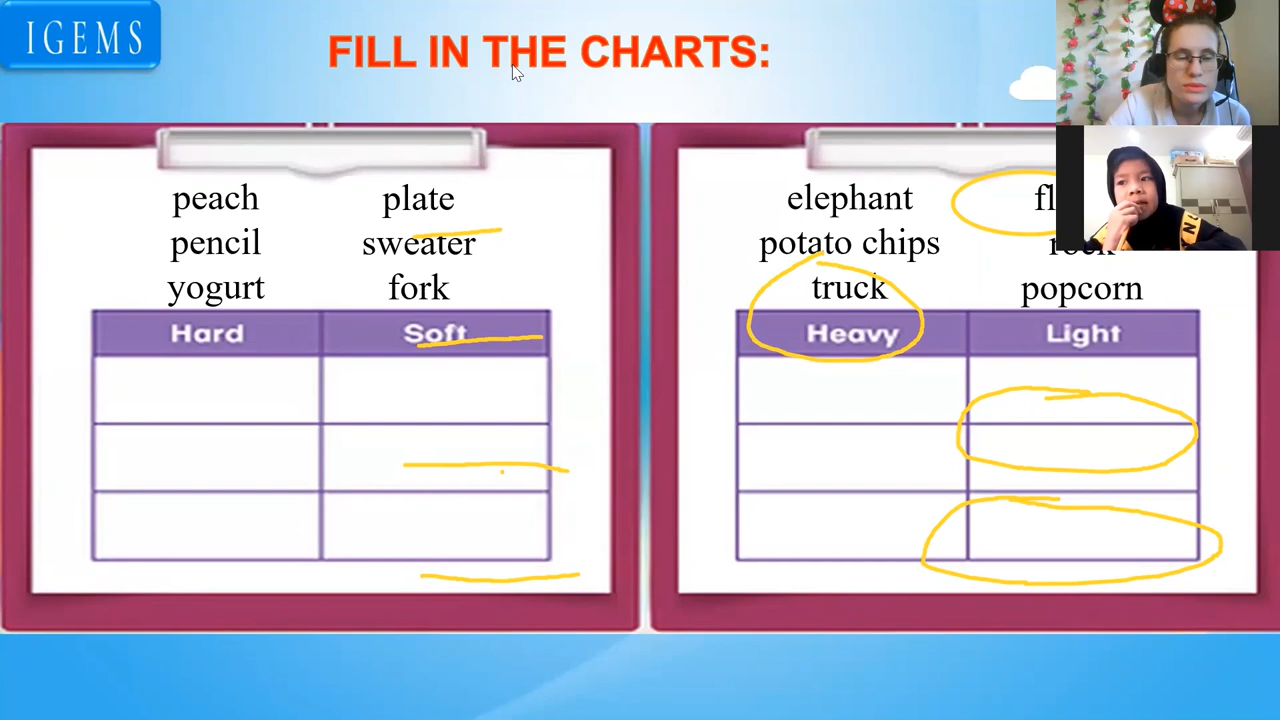 IGEMS
FILL IN THE CHARTS:
peach plate
pencil sweater
yogurt fork
Hard Soft
elephant
potato chips rock
truck popcorn
Heavy Light